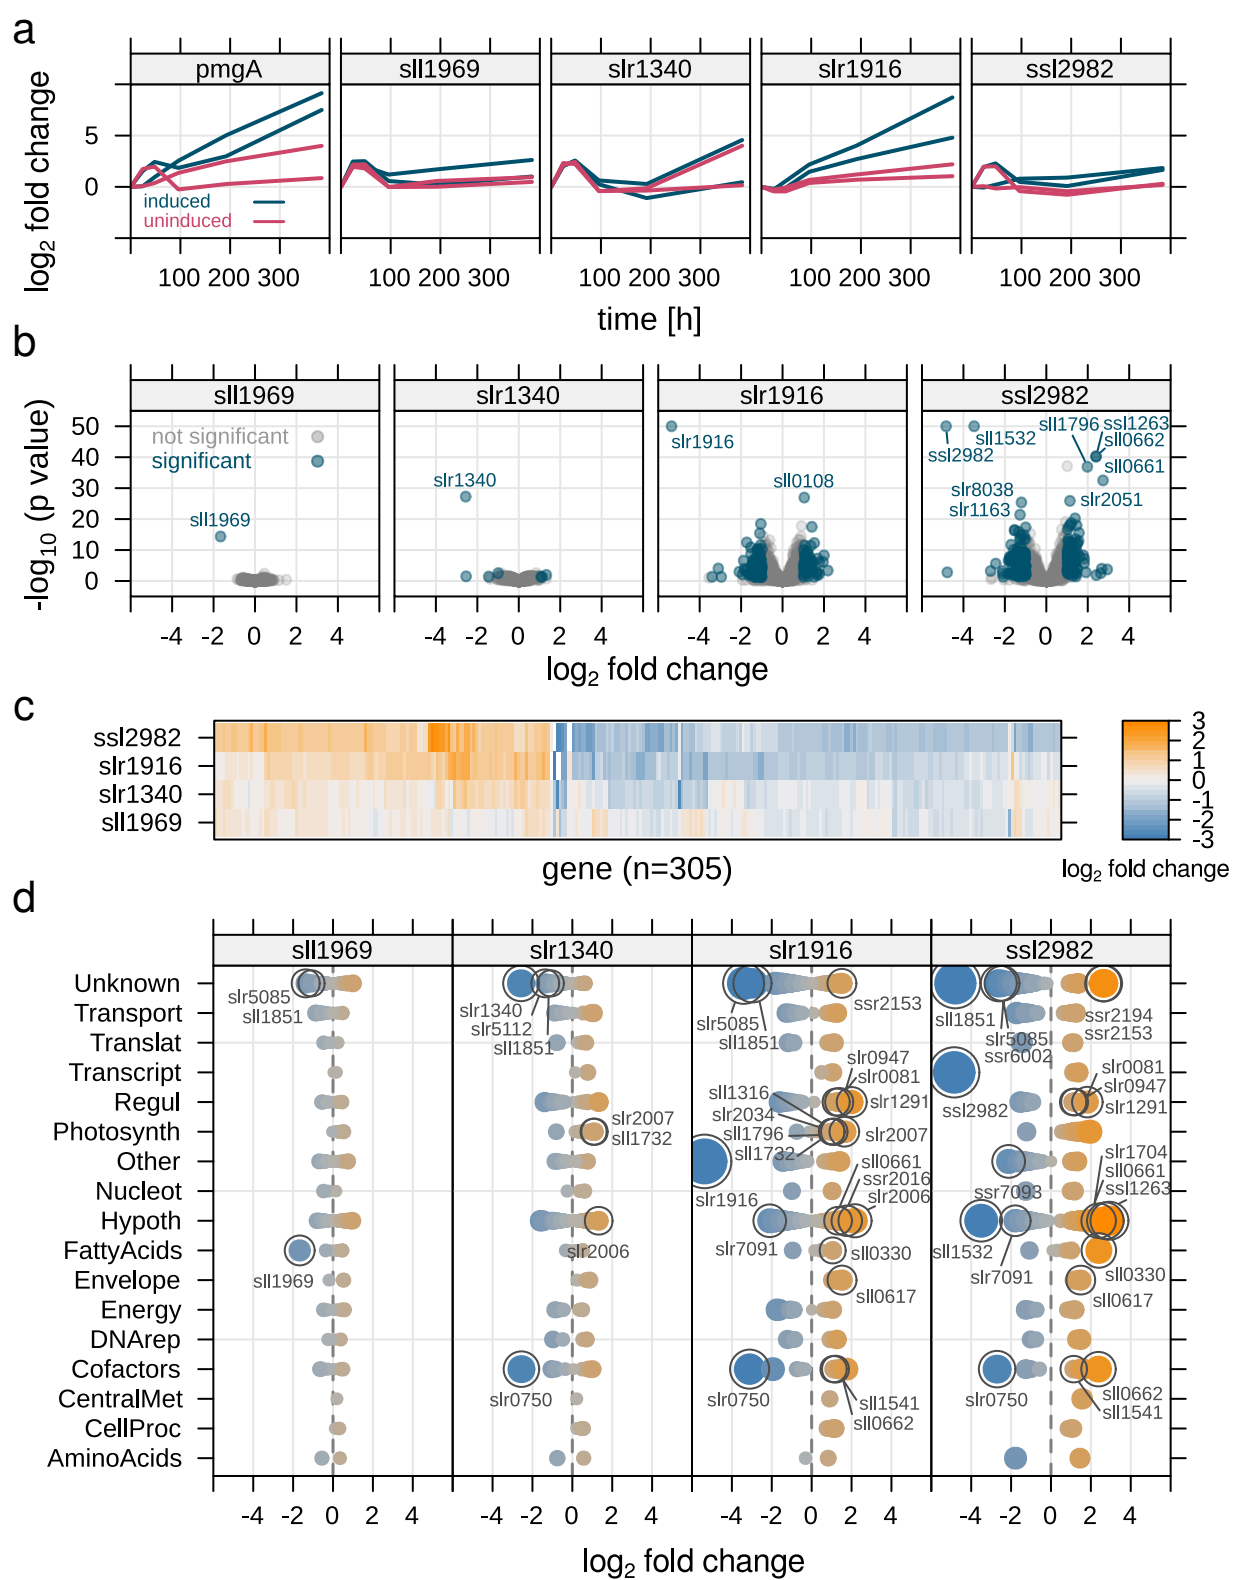 a
pmgA sll1969 slr1340 slr1916 ssl2982
log2 fold change
5
0
induced
uninduced
100 200 300 100 200 300 100 200 300 100 200 300 100 200 300
time [h]
b
sll1969 slr1340 slr1916 ssl2982
-log10 (p value)
50
40
30
20
10
0
not significant
significant
sll1969
slr1340
slr1916
sll0108
ssl2982
ssl1532
sll1796
ssl1263
sll0662
sll0661
slr8038
slr1163
slr2051
-4 -2 0 2 4 -4 -2 0 2 4 -4 -2 0 2 4 -4 -2 0 2 4
log2 fold change
c
ssl2982
slr1916
slr1340
sll1969
gene (n=305)
3
2
1
0
-1
-2
-3
log2 fold change
d
sll1969 slr1340 slr1916 ssl2982
Unknown
Transport
Translat
Transcript
Regul
Photosynth
Other
Nucleot
Hypoth
FattyAcids
Envelope
Energy
DNArep
Cofactors
CentralMet
CellProc
AminoAcids
slr5085
sll1851
sll1969
slr1340
slr5112
sll1851
slr2007
sll1732
slr2006
slr0750
slr5085
sll1851
ssr2153
slr0947
slr0081
sll1316
slr1291
slr2034
sll1796
slr2007
sll1732
sll0661
ssr2016
slr2006
slr1916
slr7091
sll0330
sll0617
slr0750
sll1541
sll0662
sll1851
slr5085
ssr6002
ssr2194
ssr2153
ssl2982
slr0081
slr0947
slr1291
slr1704
sll0661
ssl1263
ssr7093
sll1532
slr7091
sll0330
sll0617
slr0750
sll0662
sll1541
-4 -2 0 2 4 -4 -2 0 2 4 -4 -2 0 2 4 -4 -2 0 2 4
log2 fold change